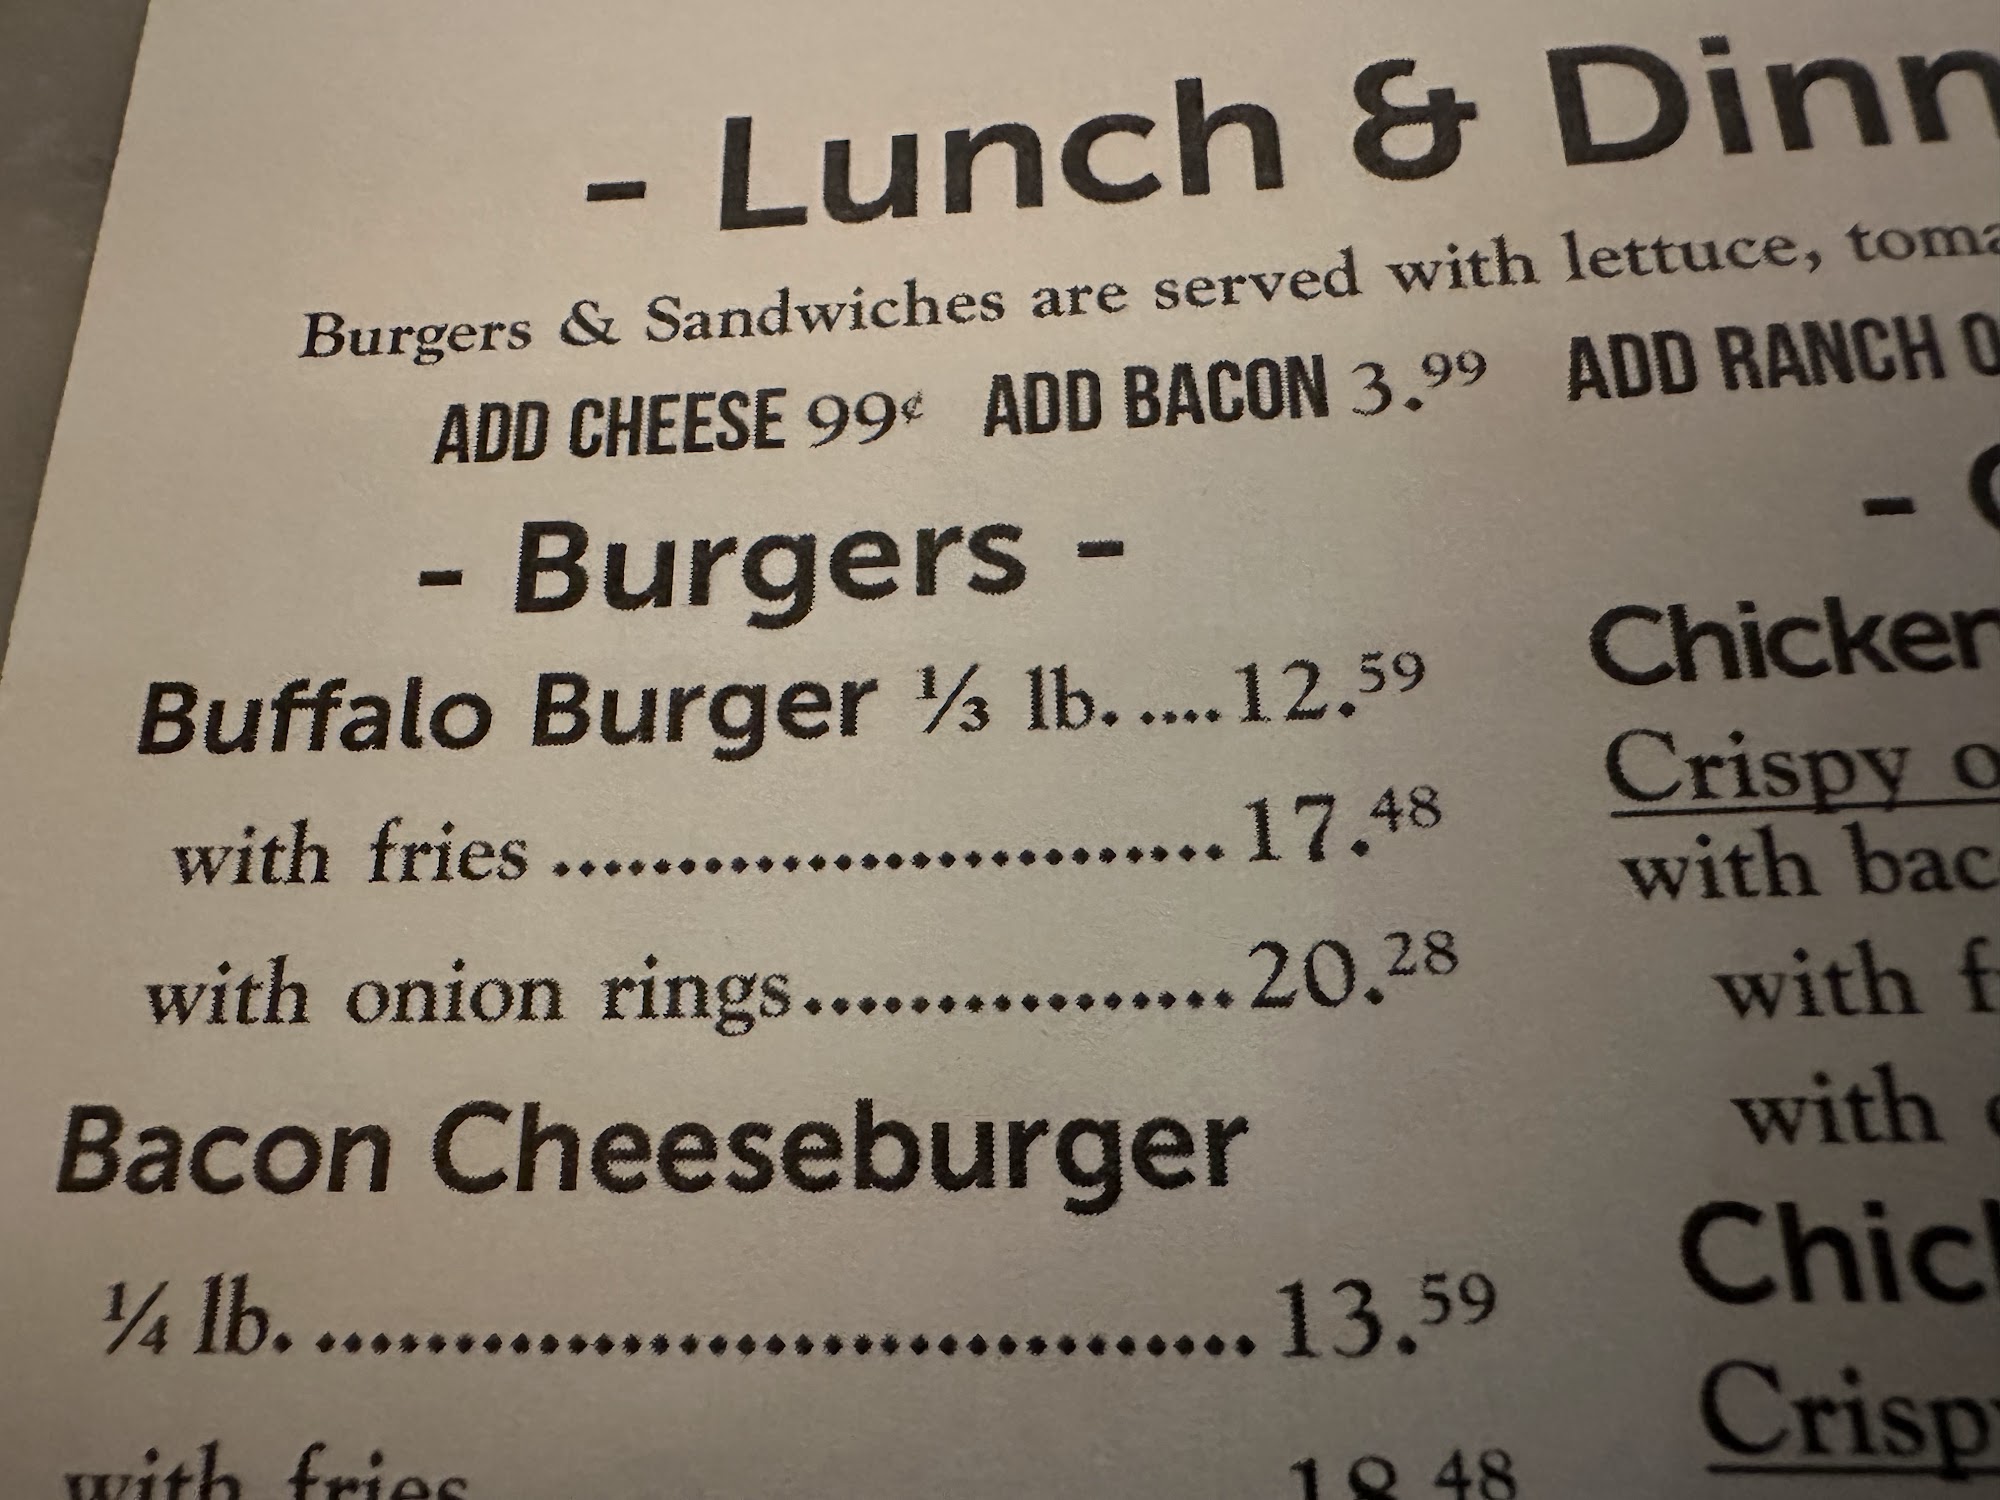 - Lunch & Dinn
Burgers & Sandwiches are served with lettuce, toma
ADD CHEESE 99¢ ADD BACON 3.99 ADD RANCH O
- Burgers -
Buffalo Burger ⅓ lb. ....12.59
with fries ..........................17.48
with onion rings.................20.28
Bacon Cheeseburger
¼ lb. ..................................13.59
with fries 18.48
- C
Chicken
Crispy o
with bac
with f
with
Chick
Crispy